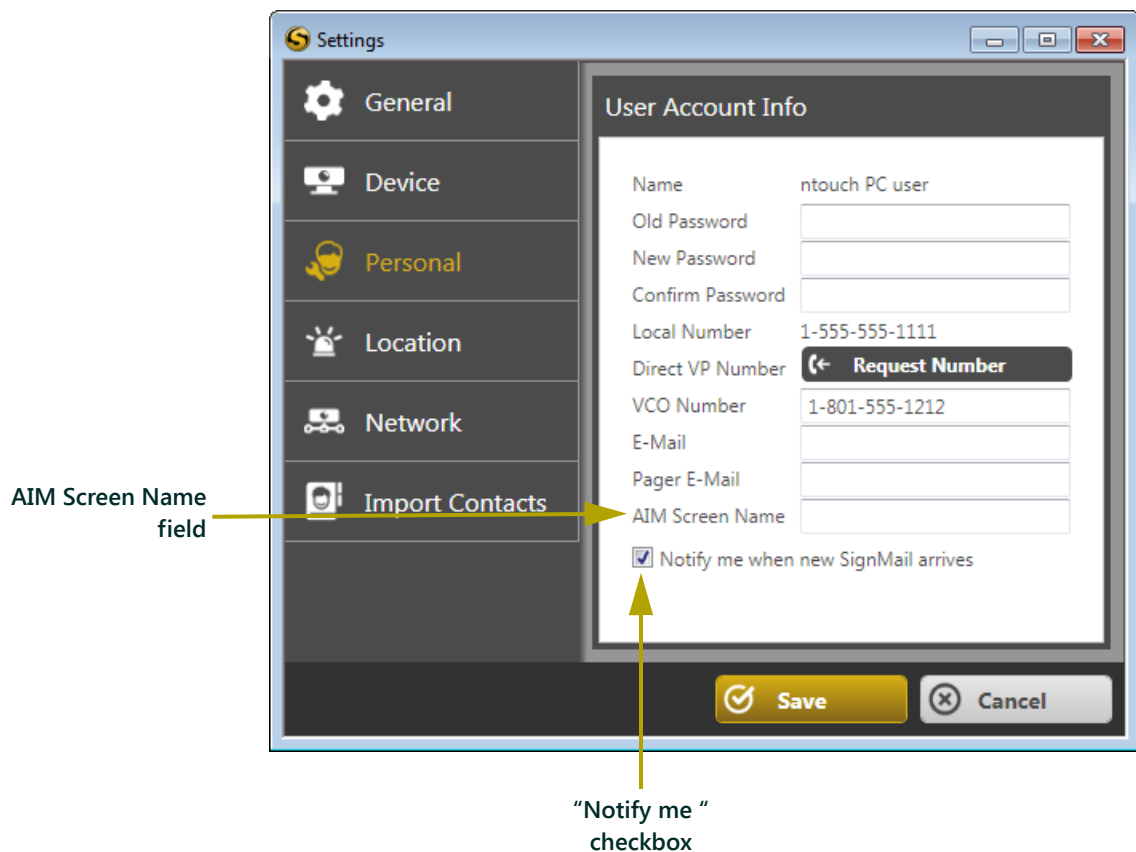 Settings
General
Device
Personal
Location
Network
Import Contacts
User Account Info
Name ntouch PC user
Old Password
New Password
Confirm Password
Local Number 1-555-555-1111
Direct VP Number Request Number
VCO Number 1-801-555-1212
E-Mail
Pager E-Mail
AIM Screen Name
Notify me when new SignMail arrives
Save Cancel
AIM Screen Name
field
“Notify me “
checkbox